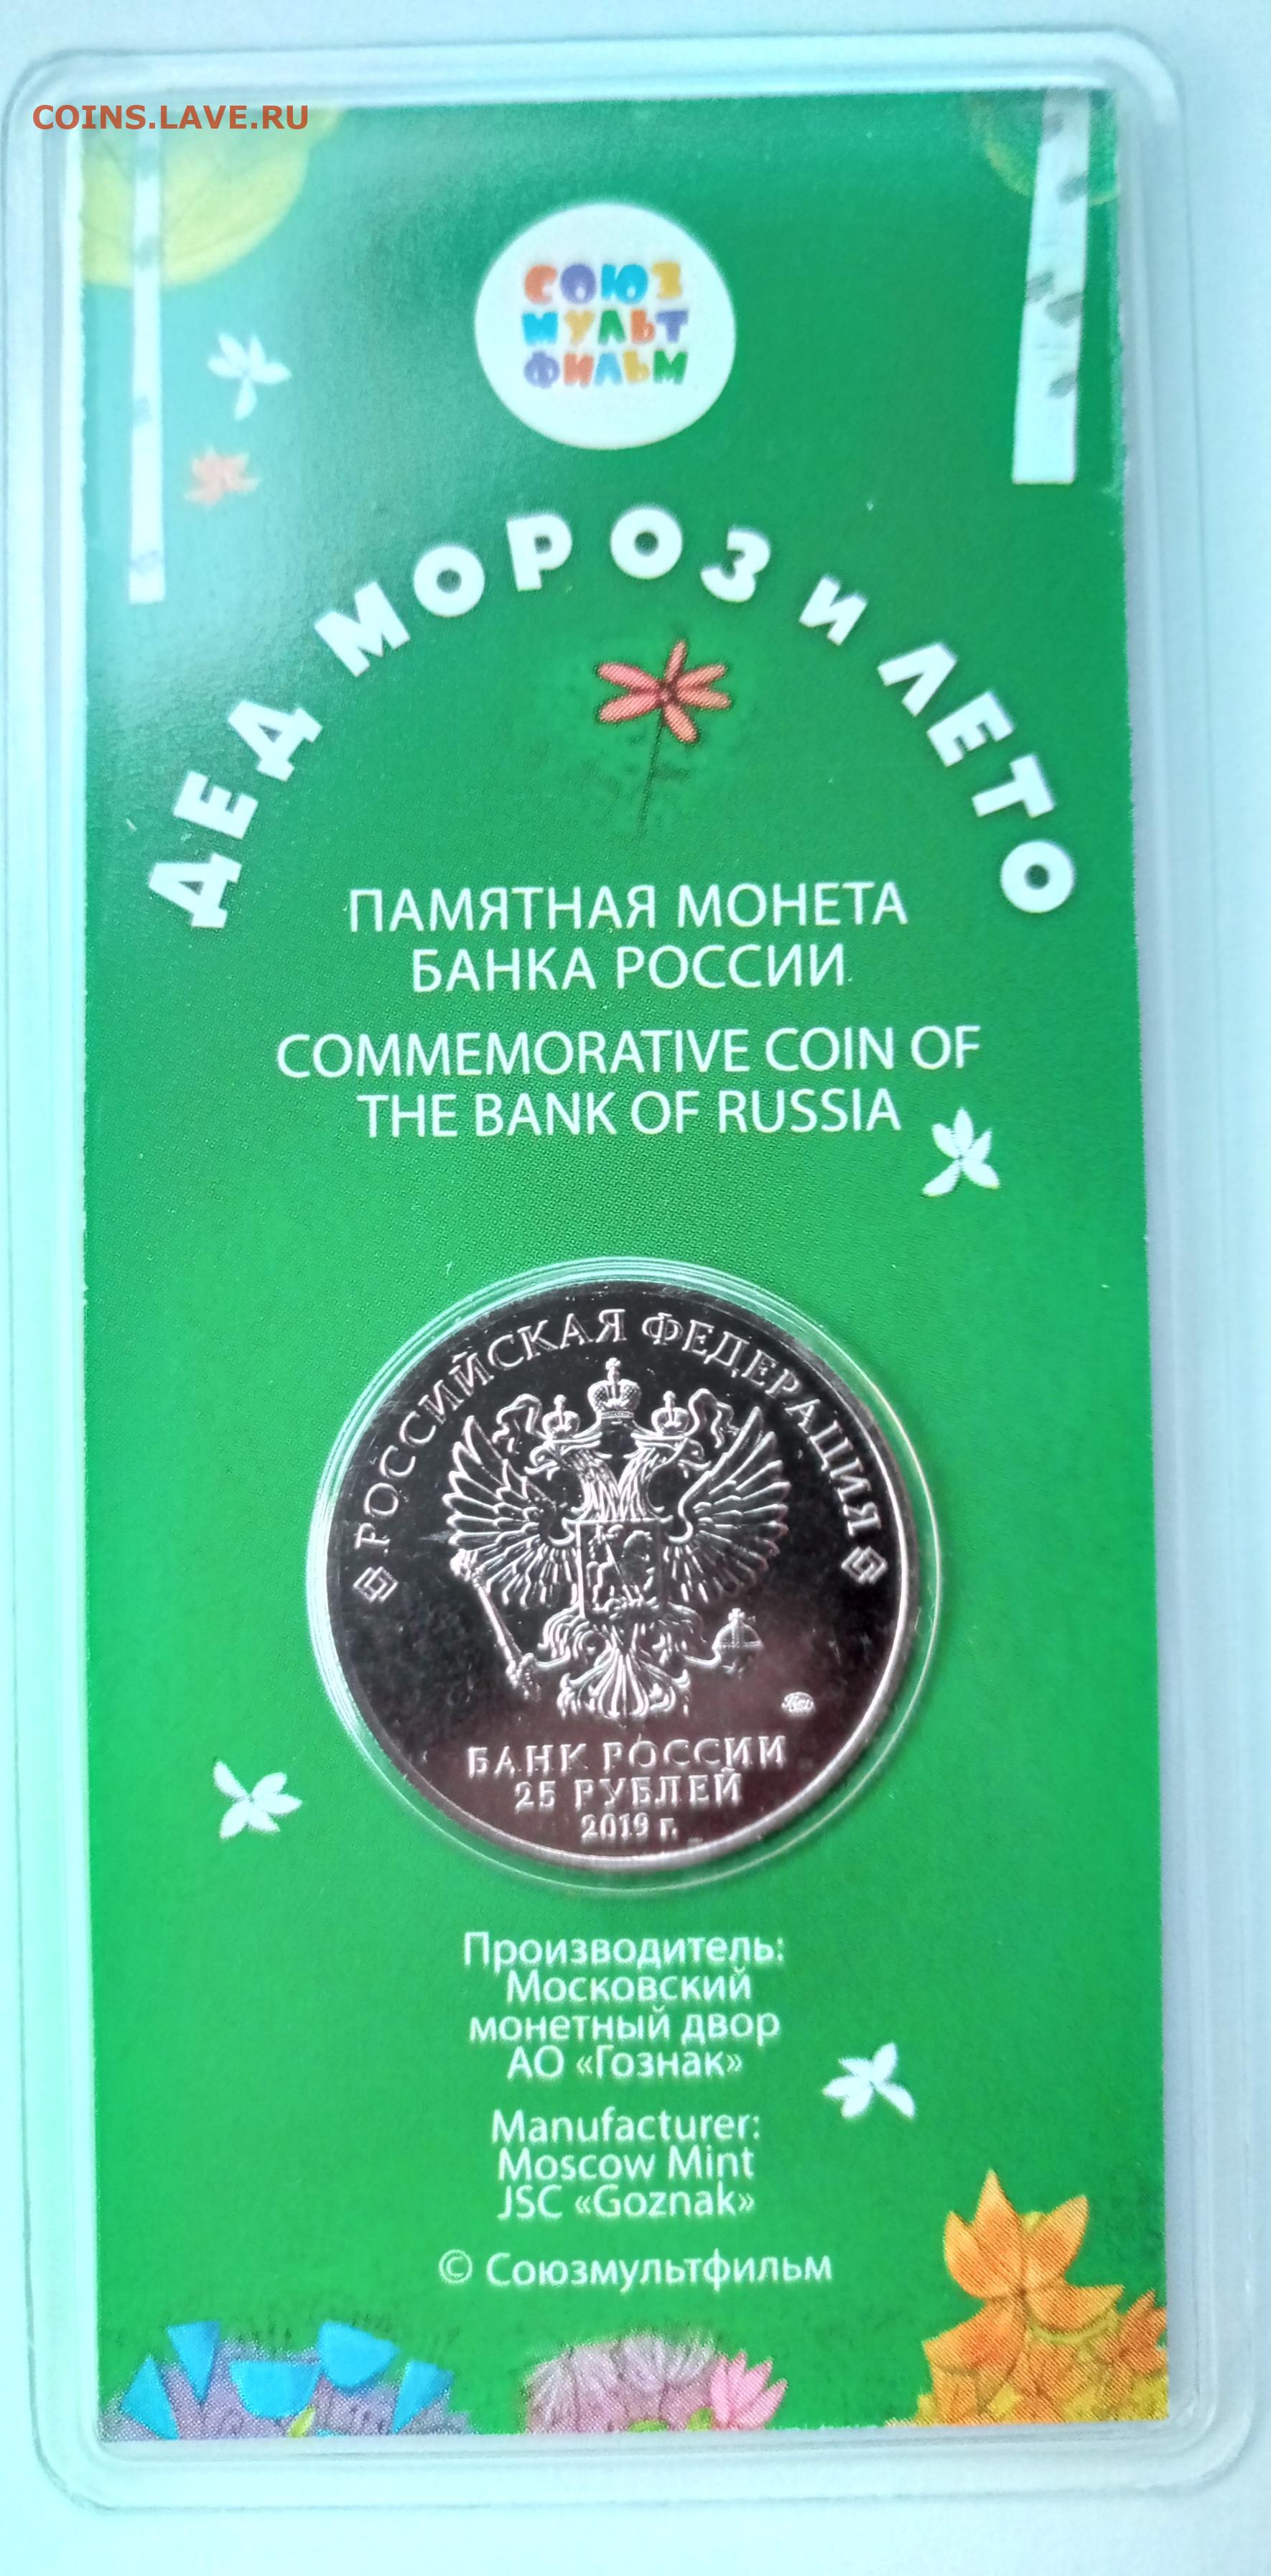 COINS.LAVE.RU
СОЮЗ
МУЛЬТ
ФИЛЬМ
ДЕД МОРОЗ И ЛЕТО
ПАМЯТНАЯ МОНЕТА
БАНКА РОССИИ
COMMEMORATIVE COIN OF
THE BANK OF RUSSIA
РОССИЙСКАЯ ФЕДЕРАЦИЯ
БАНК РОССИИ
25 РУБЛЕЙ
2019 г.
Производитель:
Московский
монетный двор
АО «Гознак»
Manufacturer:
Moscow Mint
JSC «Goznak»
© Союзмультфильм